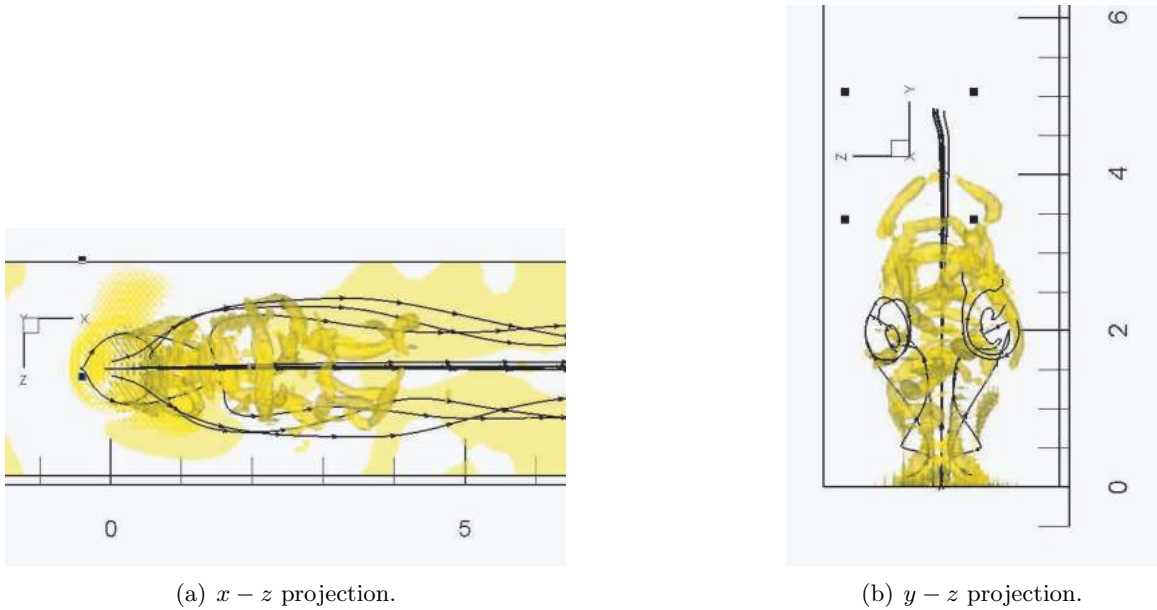 Y X
Z
0 5
(a) x − z projection.
Y
Z X
6
4
2
0
(b) y − z projection.